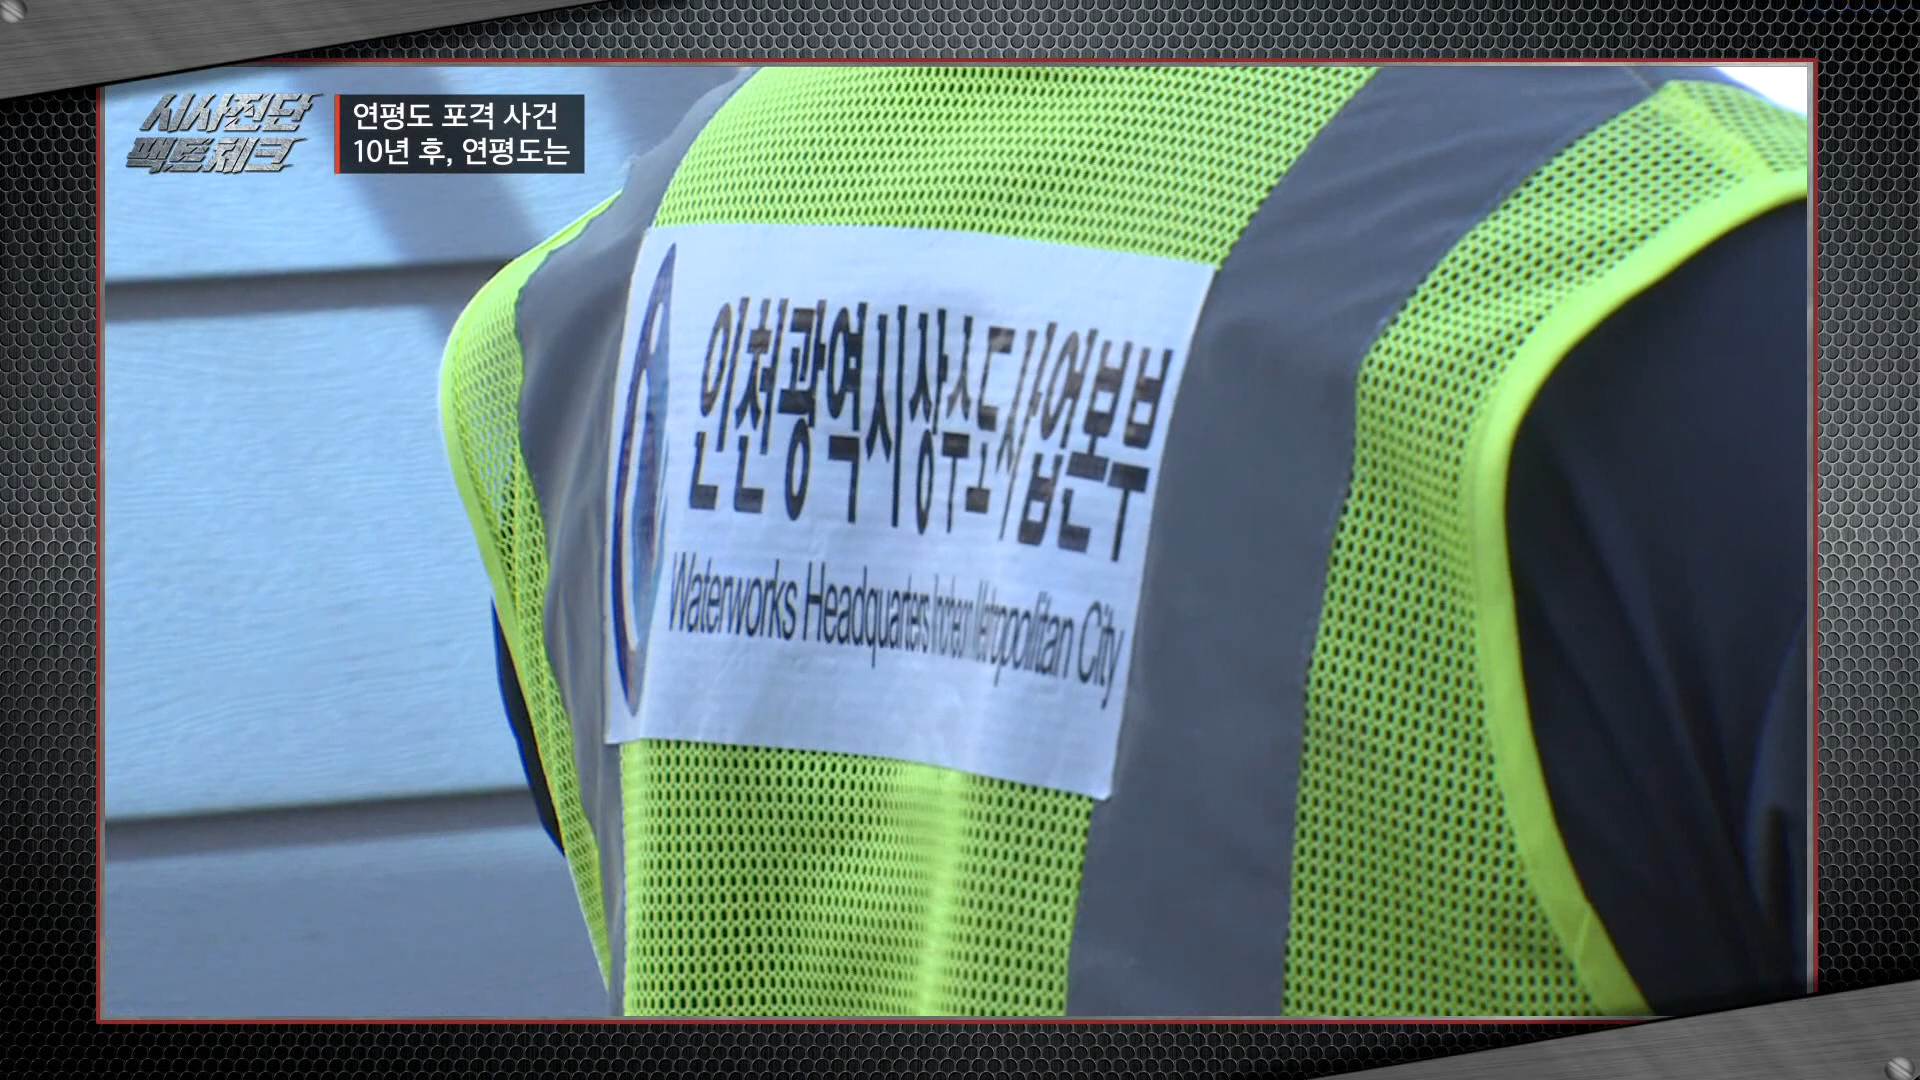 시사진단
팩트체크
연평도 포격 사건
10년 후, 연평도는
인천광역시상수도사업본부
Waterworks Headquarters Incheon Metropolitan City